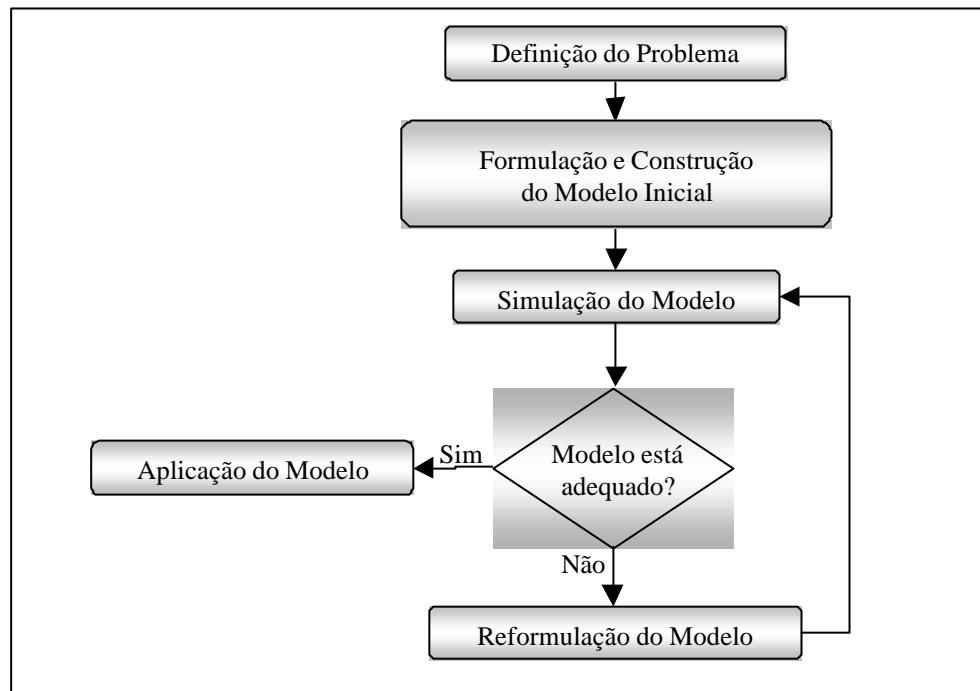 Definição do Problema
Formulação e Construção
do Modelo Inicial
Simulação do Modelo
Modelo está
adequado?
Sim
Aplicação do Modelo
Não
Reformulação do Modelo